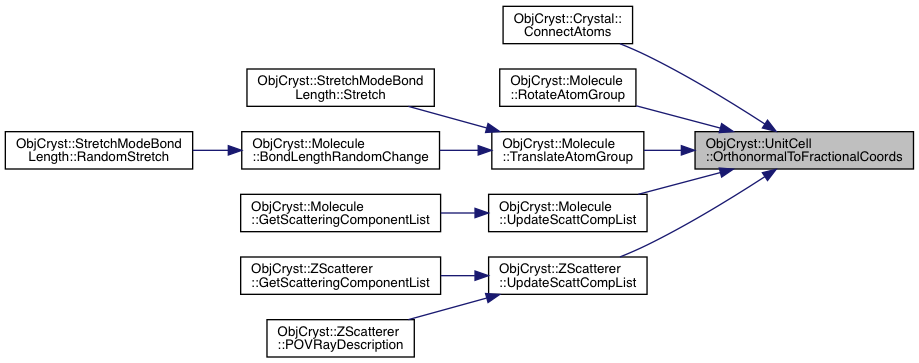 ObjCryst::Crystal::
ConnectAtoms
ObjCryst::StretchModeBond
Length::Stretch
ObjCryst::Molecule
::RotateAtomGroup
ObjCryst::StretchModeBond
Length::RandomStretch
ObjCryst::Molecule
::BondLengthRandomChange
ObjCryst::Molecule
::TranslateAtomGroup
ObjCryst::UnitCell
::OrthonormalToFractionalCoords
ObjCryst::Molecule
::GetScatteringComponentList
ObjCryst::Molecule
::UpdateScattCompList
ObjCryst::ZScatterer
::GetScatteringComponentList
ObjCryst::ZScatterer
::UpdateScattCompList
ObjCryst::ZScatterer
::POVRayDescription